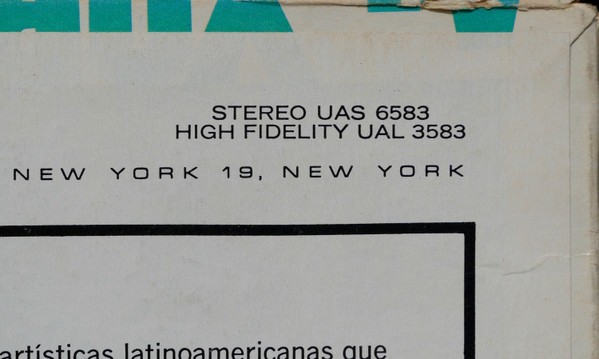 STEREO UAS 6583
HIGH FIDELITY UAL 3583
NEW YORK 19, NEW YORK
artísticas latinoamericanas que